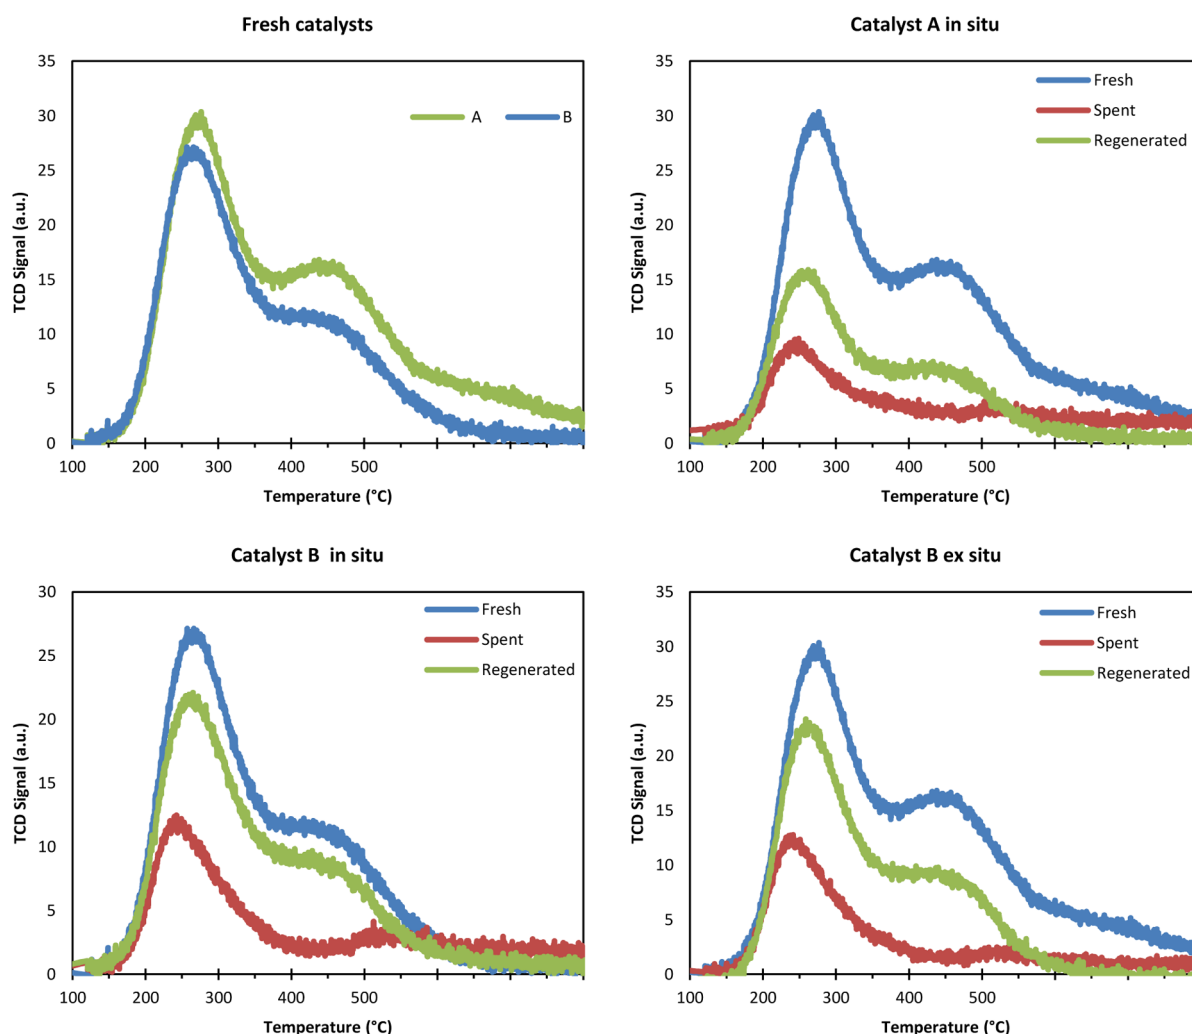 Fresh catalysts
35
30
25
20
15
10
5
0
TCD Signal (a.u.)
A B
100 200 300 400 500
Temperature (°C)
Catalyst A in situ
35
30
25
20
15
10
5
0
TCD Signal (a.u.)
Fresh
Spent
Regenerated
100 200 300 400 500
Temperature (°C)
Catalyst B in situ
30
25
20
15
10
5
0
TCD Signal (a.u.)
Fresh
Spent
Regenerated
100 200 300 400 500
Temperature (°C)
Catalyst B ex situ
35
30
25
20
15
10
5
0
TCD Signal (a.u.)
Fresh
Spent
Regenerated
100 200 300 400 500
Temperature (°C)